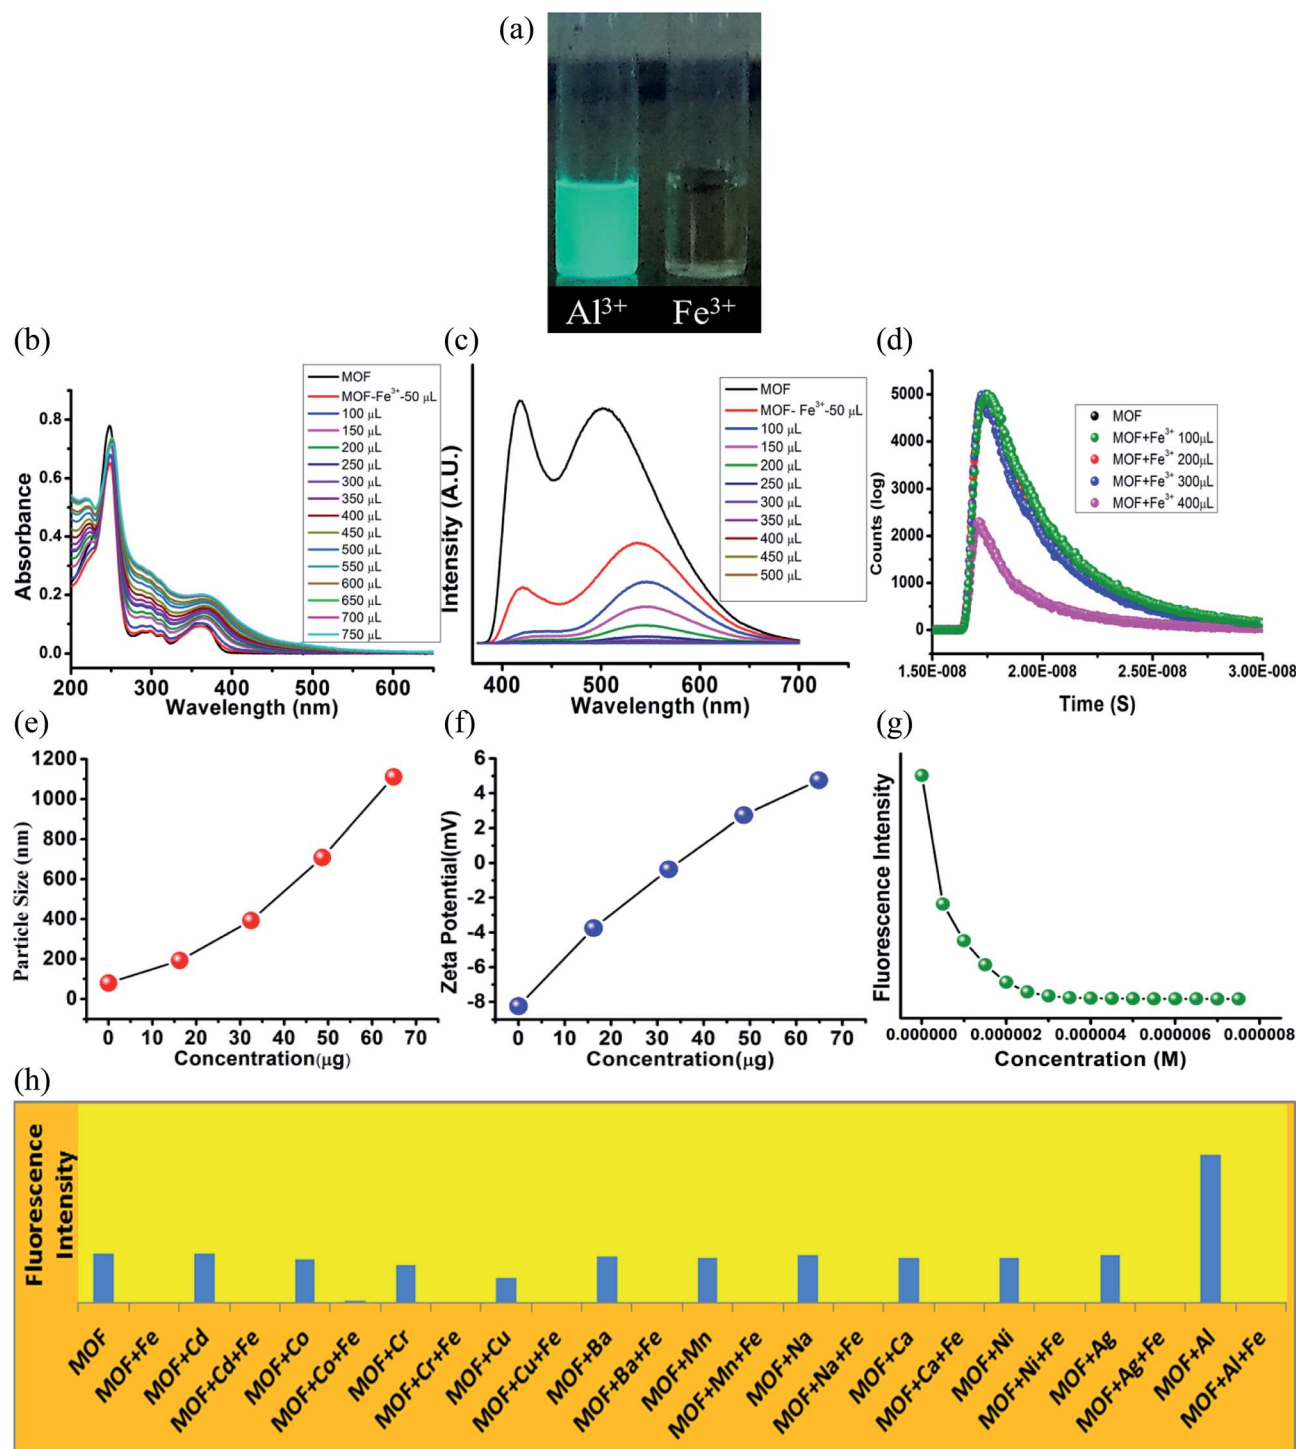 (a)
Al³⁺ Fe³⁺
(b)
Absorbance
0.8
0.6
0.4
0.2
0.0
200 300 400 500 600
Wavelength (nm)
MOF
MOF-Fe³⁺-50 μL
100 μL
150 μL
200 μL
250 μL
300 μL
350 μL
400 μL
450 μL
500 μL
550 μL
600 μL
650 μL
700 μL
750 μL
(c)
Intensity (A.U.)
400 500 600 700
Wavelength (nm)
MOF
MOF- Fe³⁺-50 μL
100 μL
150 μL
200 μL
250 μL
300 μL
350 μL
400 μL
450 μL
500 μL
(d)
Counts (log)
5000
4000
3000
2000
1000
0
1.50E-008 2.00E-008 2.50E-008 3.00E-008
Time (S)
MOF
MOF+Fe³⁺ 100μL
MOF+Fe³⁺ 200μL
MOF+Fe³⁺ 300μL
MOF+Fe³⁺ 400μL
(e)
Particle Size (nm)
1200
1000
800
600
400
200
0
0 10 20 30 40 50 60 70
Concentration(μg)
(f)
Zeta Potential(mV)
6
4
2
0
-2
-4
-6
-8
0 10 20 30 40 50 60 70
Concentration(μg)
(g)
Fluorescence Intensity
0.000000 0.000002 0.000004 0.000006 0.000008
Concentration (M)
(h)
Fluorescence
Intensity
MOF
MOF+Fe
MOF+Cd
MOF+Cd+Fe
MOF+Co
MOF+Co+Fe
MOF+Cr
MOF+Cr+Fe
MOF+Cu
MOF+Cu+Fe
MOF+Ba
MOF+Ba+Fe
MOF+Mn
MOF+Mn+Fe
MOF+Na
MOF+Na+Fe
MOF+Ca
MOF+Ca+Fe
MOF+Ni
MOF+Ni+Fe
MOF+Ag
MOF+Ag+Fe
MOF+Al
MOF+Al+Fe